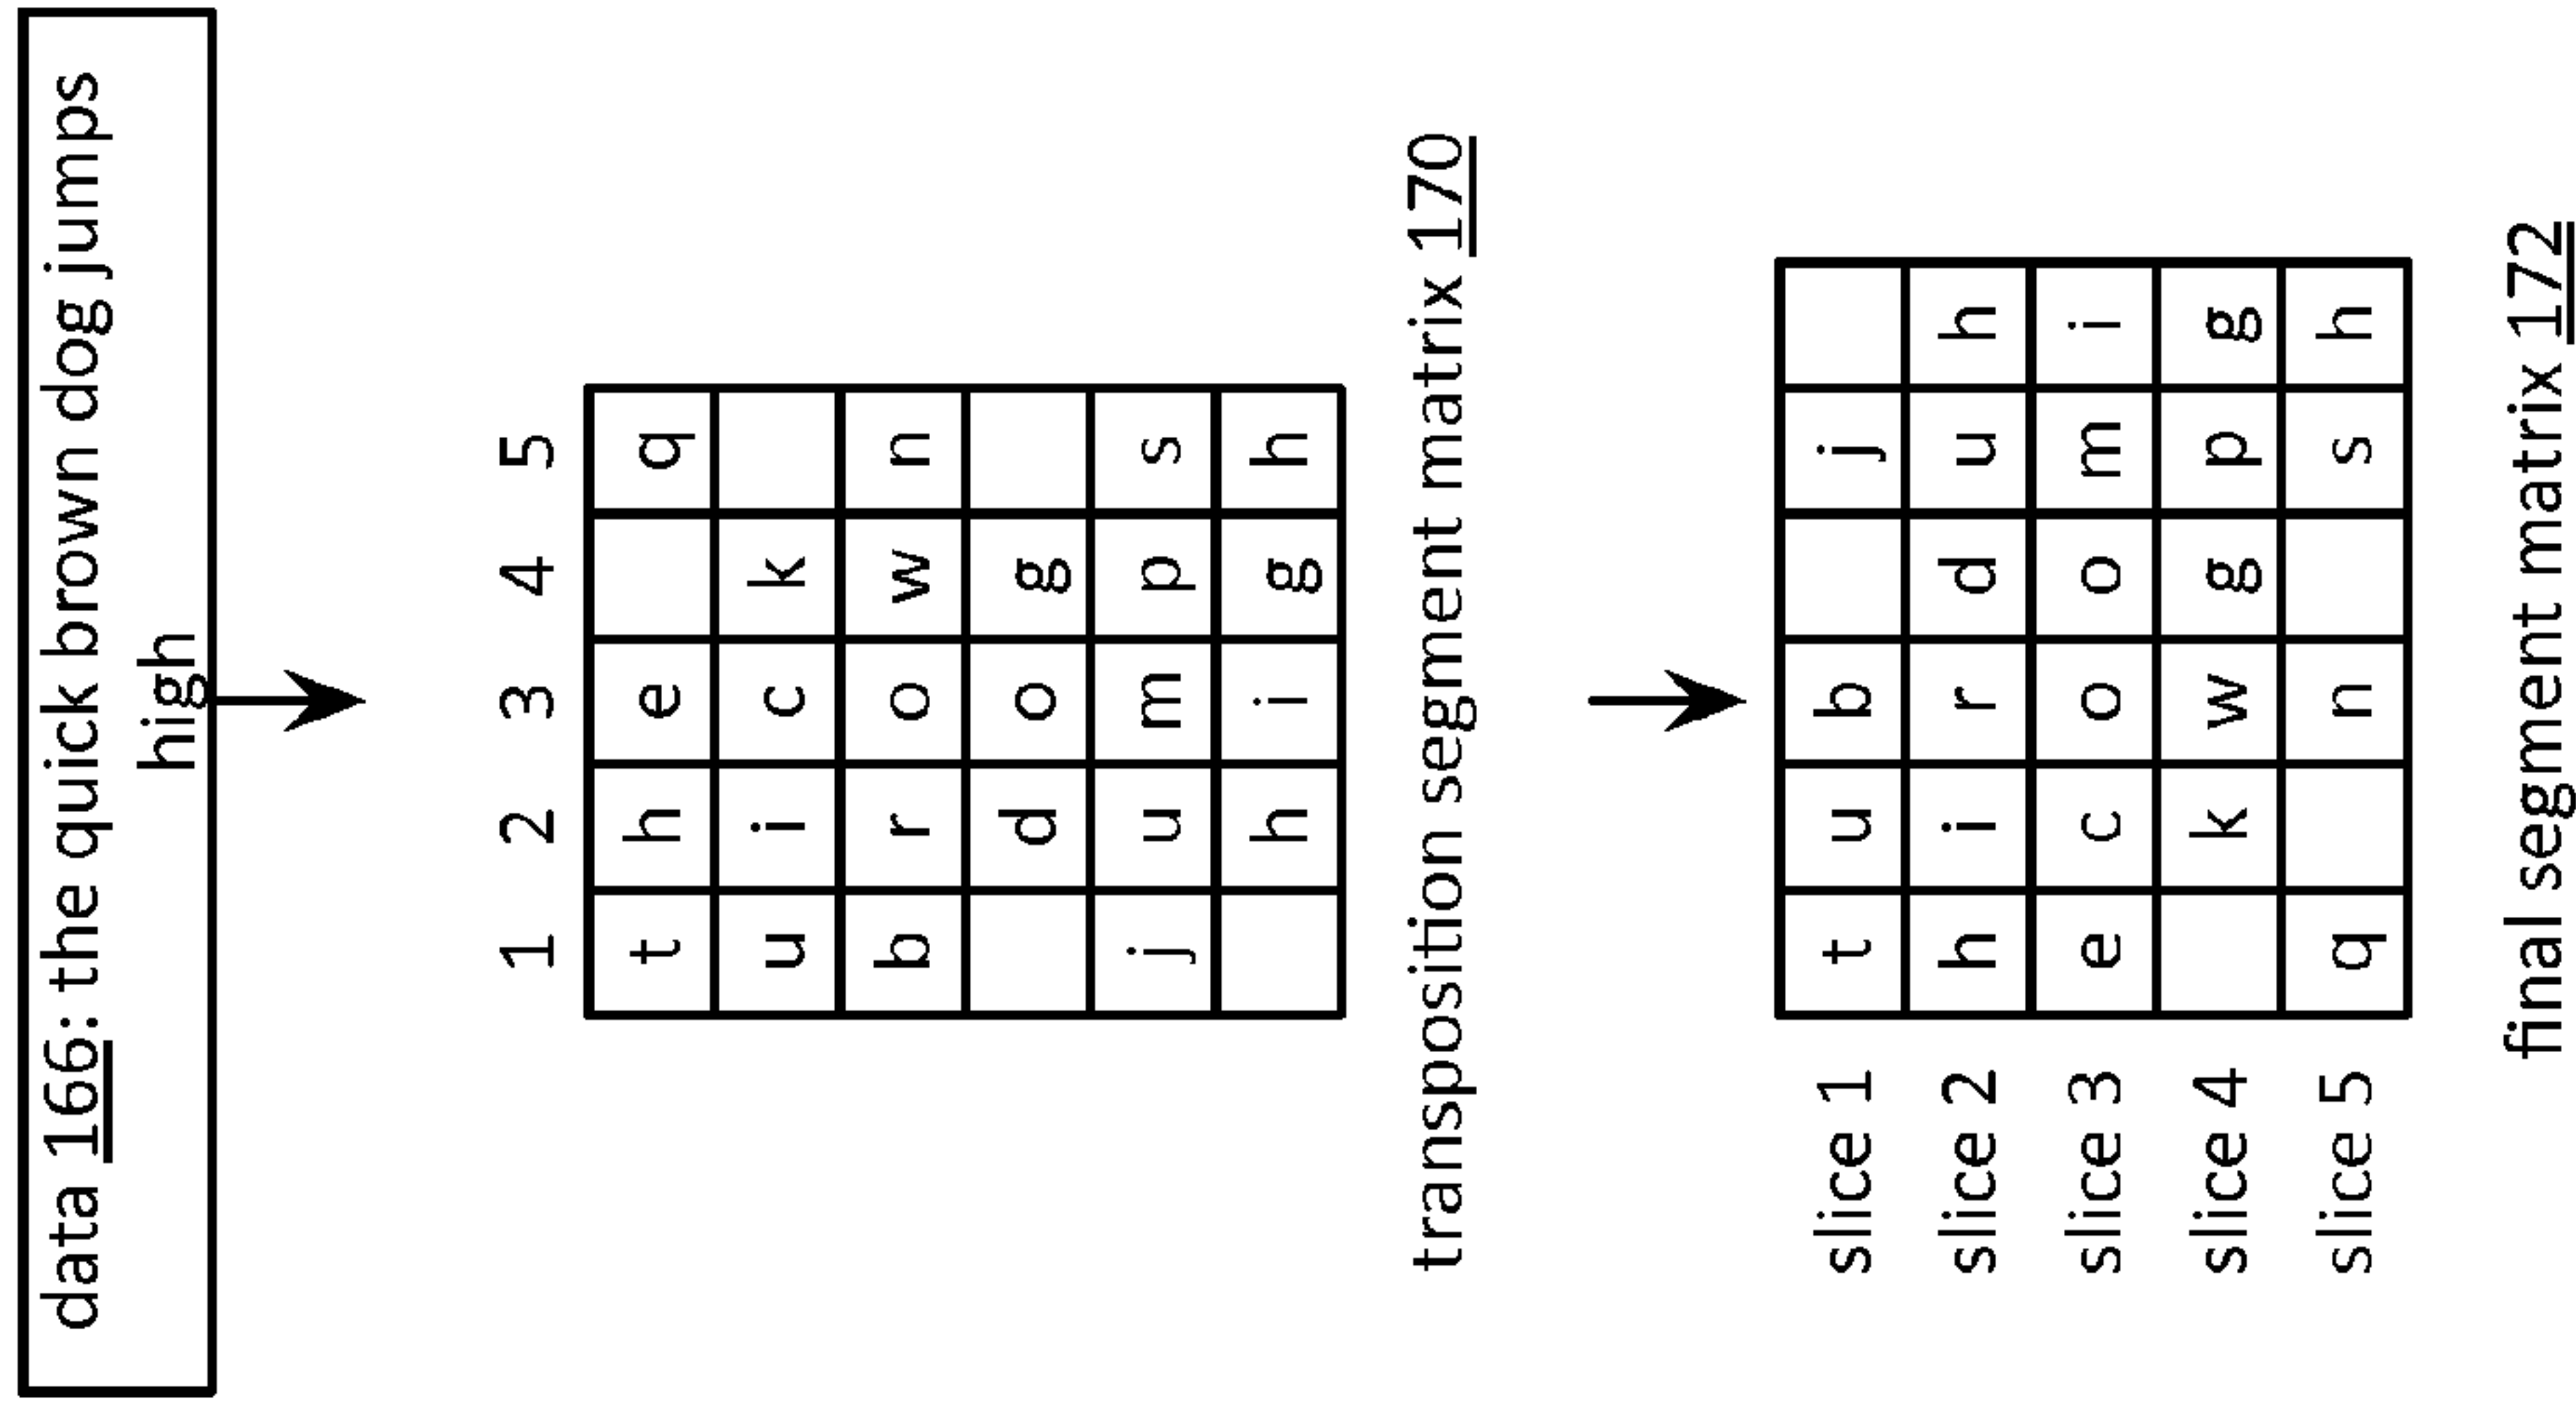 data 166: the quick brown dog jumps
high
1 2 3 4 5
t h e q
u i c k
b r o w n
d o g
j u m p s
h i g h
transposition segment matrix 170
slice 1 t u b j
slice 2 h i r d u h
slice 3 e c o o m i
slice 4 k w g p g
slice 5 q n s h
final segment matrix 172